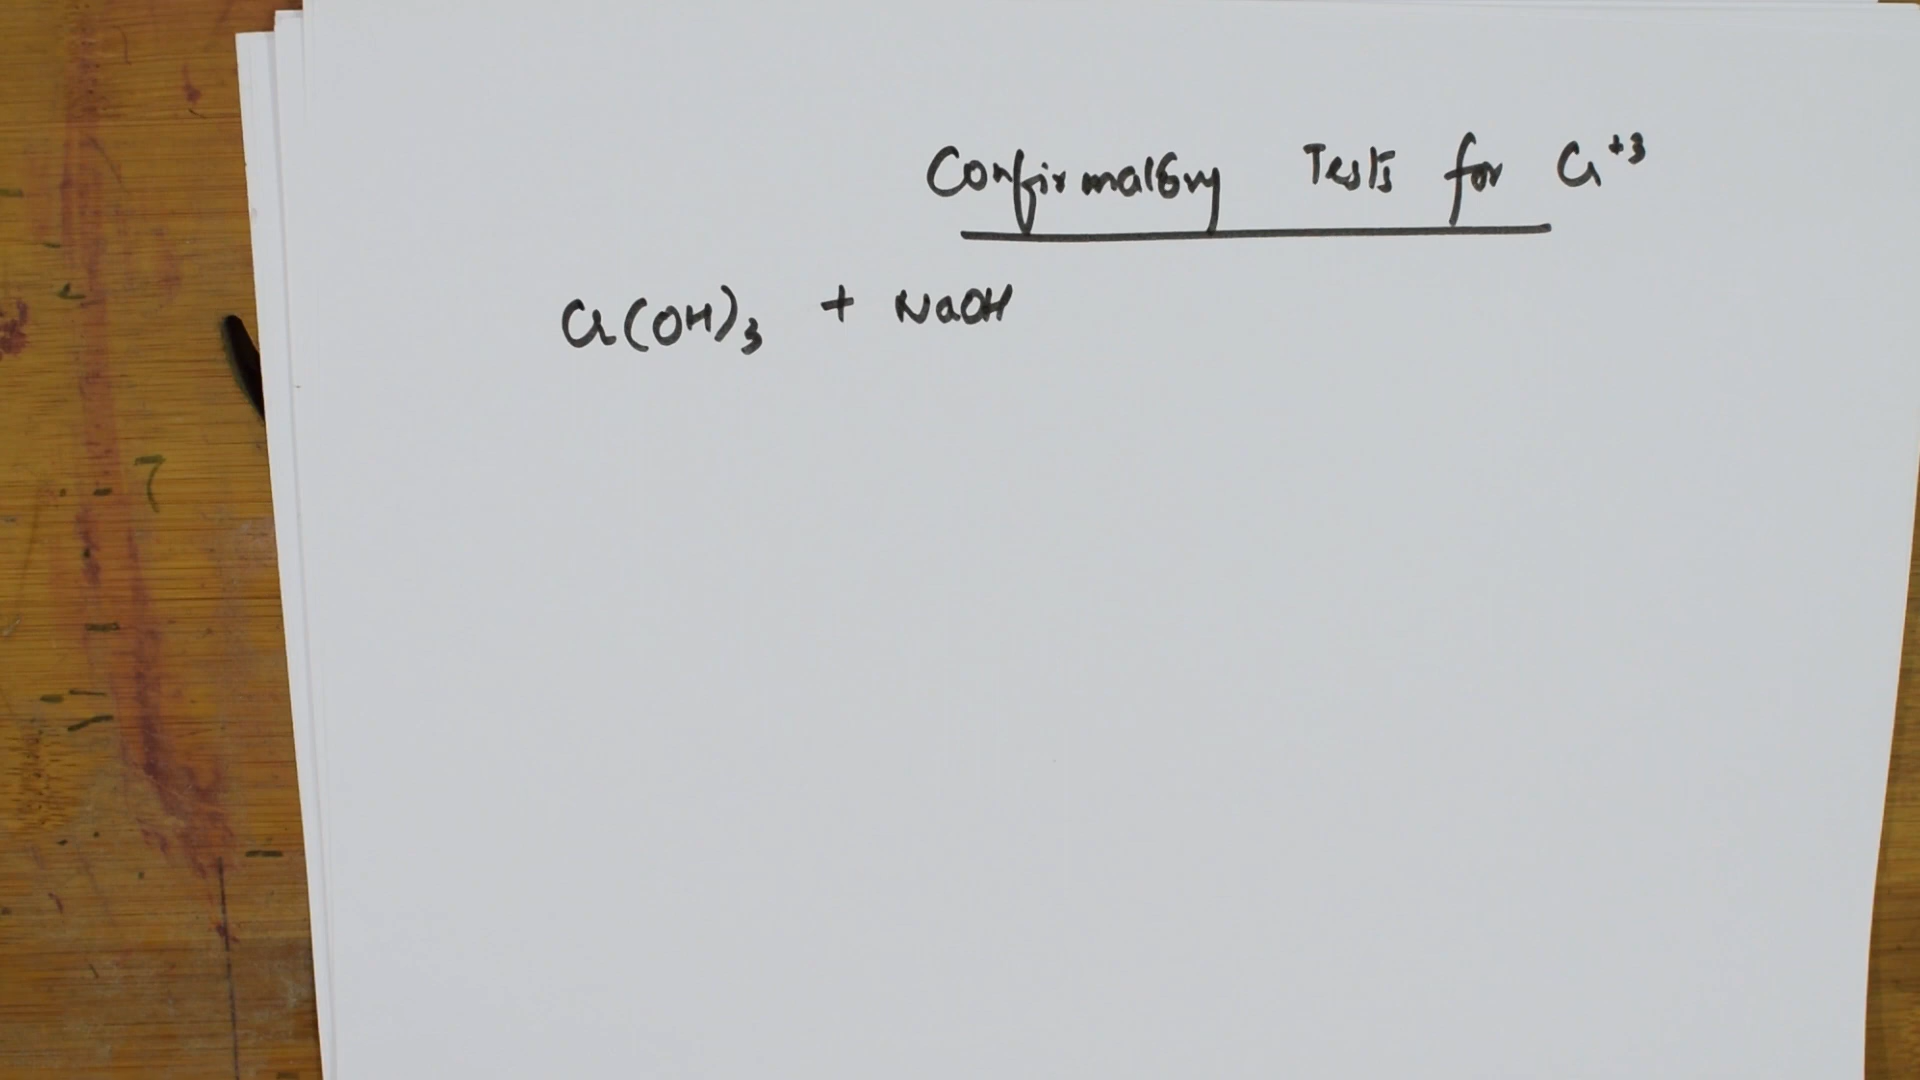 Confirmatory Tests for Cr⁺³
Cr(OH)₃ + NaOH